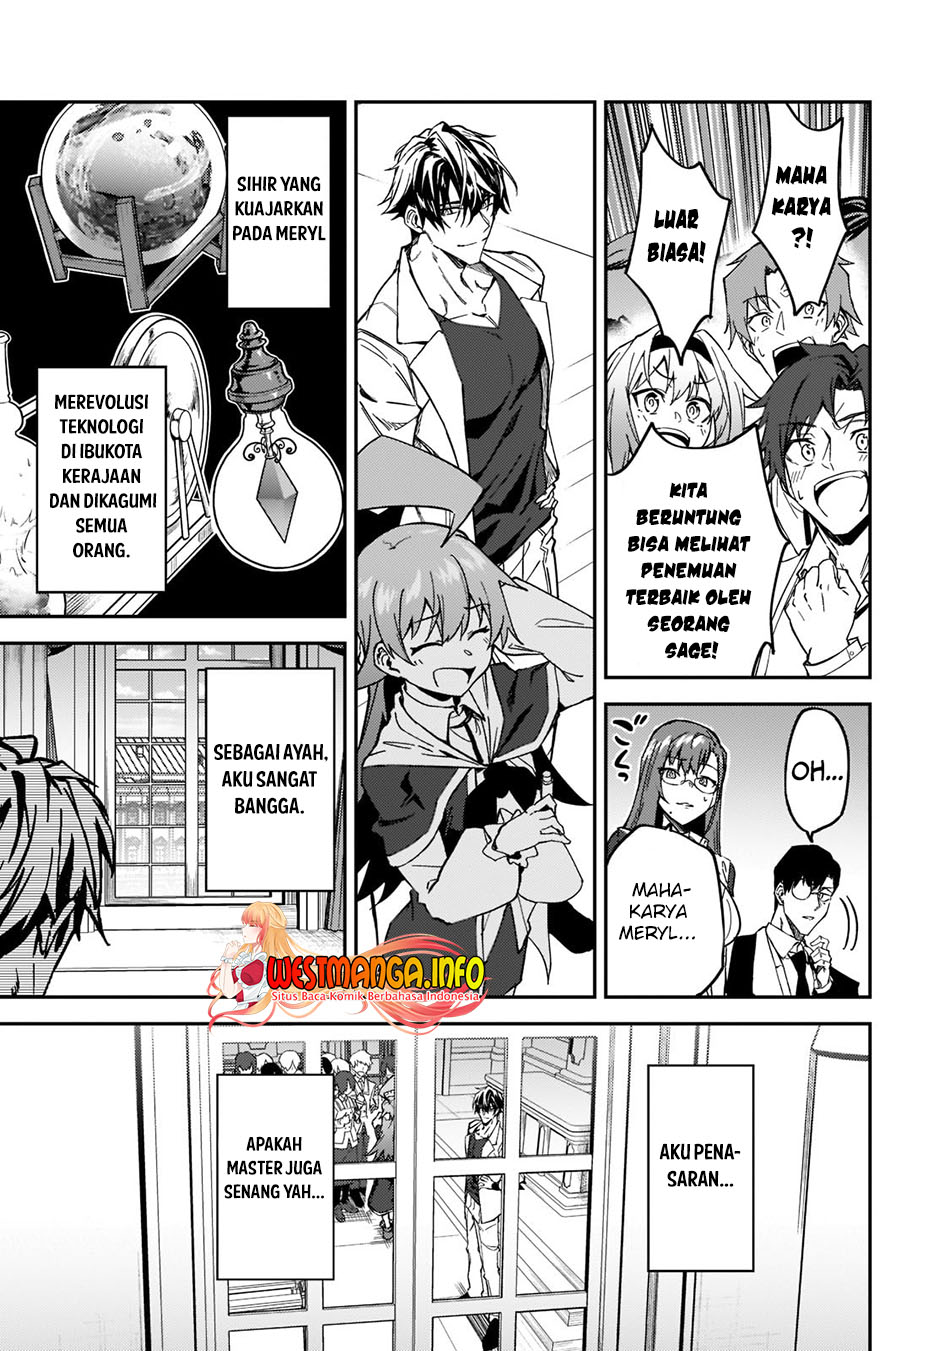 MAHA
KARYA
?!
LUAR
BIASA!
KITA
BERUNTUNG
BISA MELIHAT
PENEMUAN
TERBAIK OLEH
SEORANG
SAGE!
OH...
MAHA-
KARYA
MERYL...
SIHIR YANG
KUAJARKAN
PADA MERYL
MEREVOLUSI
TEKNOLOGI
DI IBUKOTA
KERAJAAN
DAN DIKAGUMI
SEMUA
ORANG.
SEBAGAI AYAH,
AKU SANGAT
BANGGA.
WESTMANGA.INFO
Situs Baca Komik Berbahasa Indonesia
AKU PENA-
SARAN...
APAKAH
MASTER JUGA
SENANG YAH...